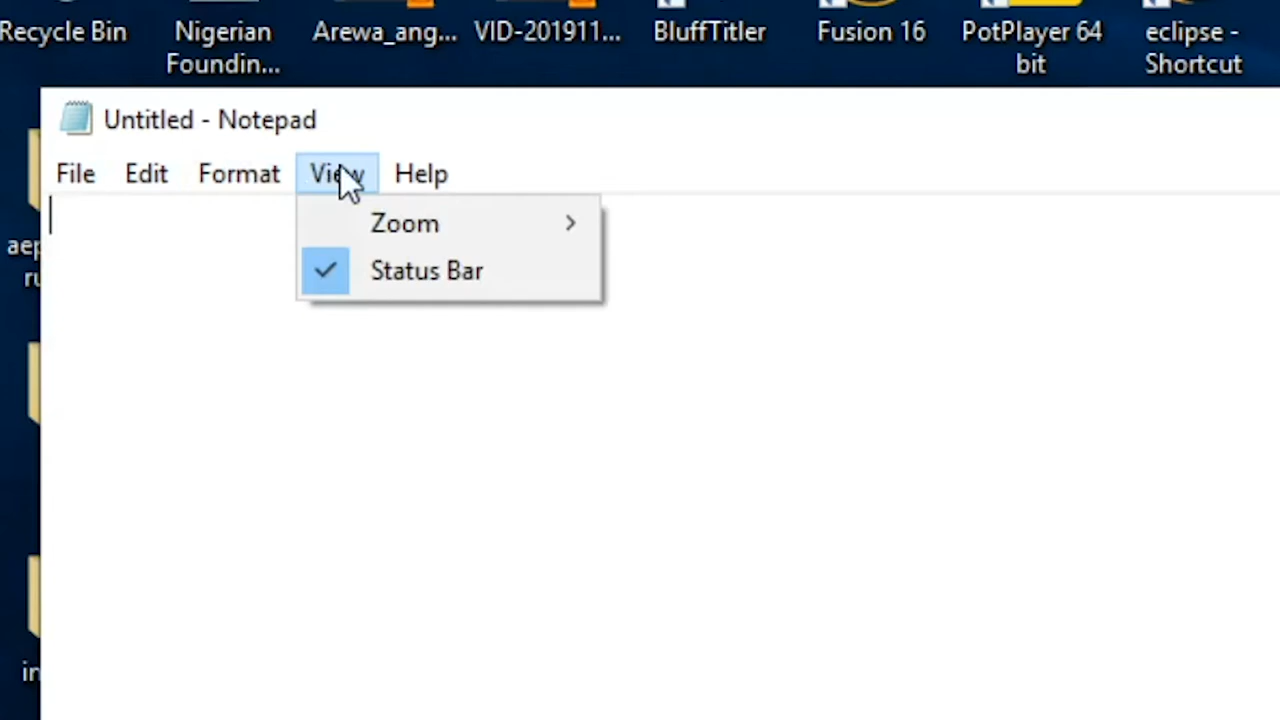 Recycle Bin
Nigerian
Foundin...
Arewa_ang...
VID-201911...
BluffTitler
Fusion 16
PotPlayer 64
bit
eclipse -
Shortcut
Untitled - Notepad
File Edit Format View Help
Zoom
Status Bar